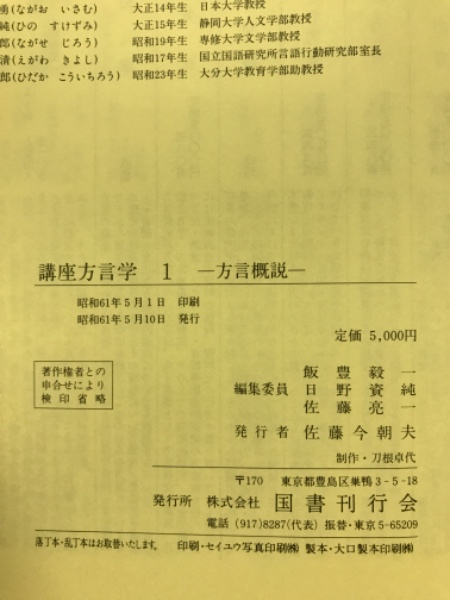 勇(ながお いさむ) 大正14年生 日本大学教授
純(ひの すけずみ) 大正15年生 静岡大学人文学部教授
郎(ながせ じろう) 昭和19年生 専修大学文学部教授
清(えがわ きよし) 昭和17年生 国立国語研究所言語行動研究部室長
郎(ひだか こういちろう) 昭和23年生 大分大学教育学部助教授
講座方言学 1 —方言概説—
昭和61年5月1日 印刷
昭和61年5月10日 発行
定価 5,000円
著作権者との
申合せにより
検印省略
飯豊毅一
編集委員 日野資純
佐藤亮一
発行者 佐藤今朝夫
制作・刀根卓代
〒170 東京都豊島区巣鴨3-5-18
発行所 株式会社 国書刊行会
電話 (917)8287(代表) 振替・東京5-65209
落丁本・乱丁本はお取替いたします。 印刷・セイユウ写真印刷㈱ 製本・大口製本印刷㈱